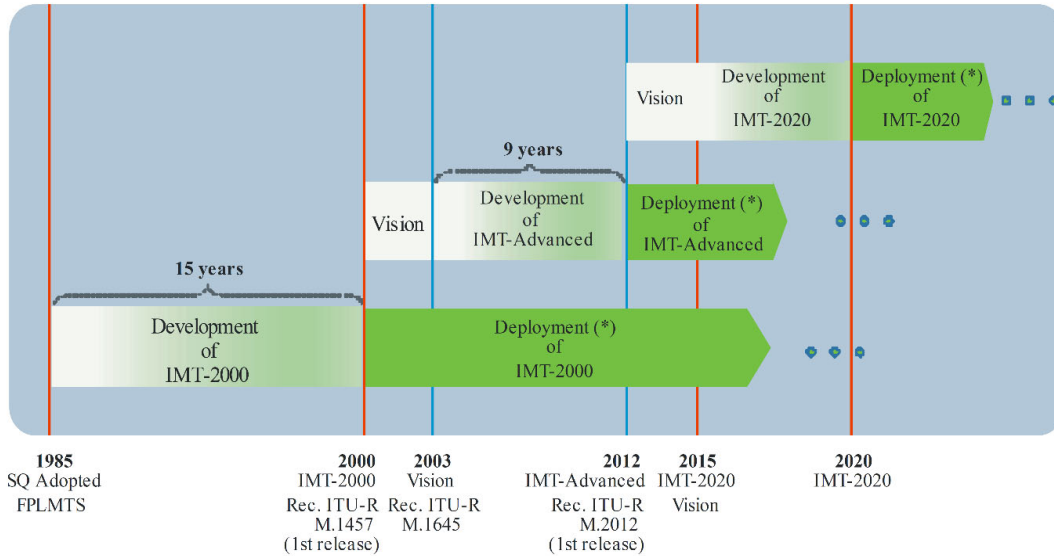 Vision
Development
of
IMT-2020
Deployment (*)
of
IMT-2020
9 years
Vision
Development
of
IMT-Advanced
Deployment (*)
of
IMT-Advanced
15 years
Development
of
IMT-2000
Deployment (*)
of
IMT-2000
1985
SQ Adopted
FPLMTS
2000
IMT-2000
Rec. ITU-R
M.1457
(1st release)
2003
Vision
Rec. ITU-R
M.1645
2012
IMT-Advanced
Rec. ITU-R
M.2012
(1st release)
2015
IMT-2020
Vision
2020
IMT-2020